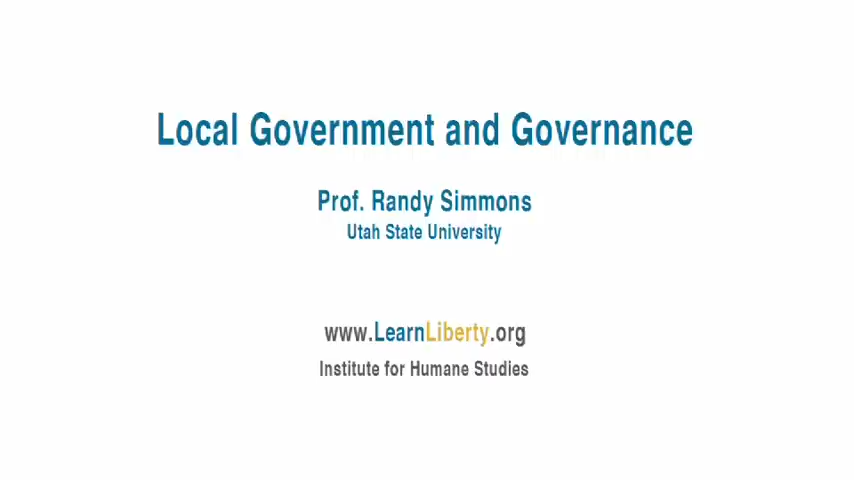 Local Government and Governance
Prof. Randy Simmons
Utah State University
www.LearnLiberty.org
Institute for Humane Studies